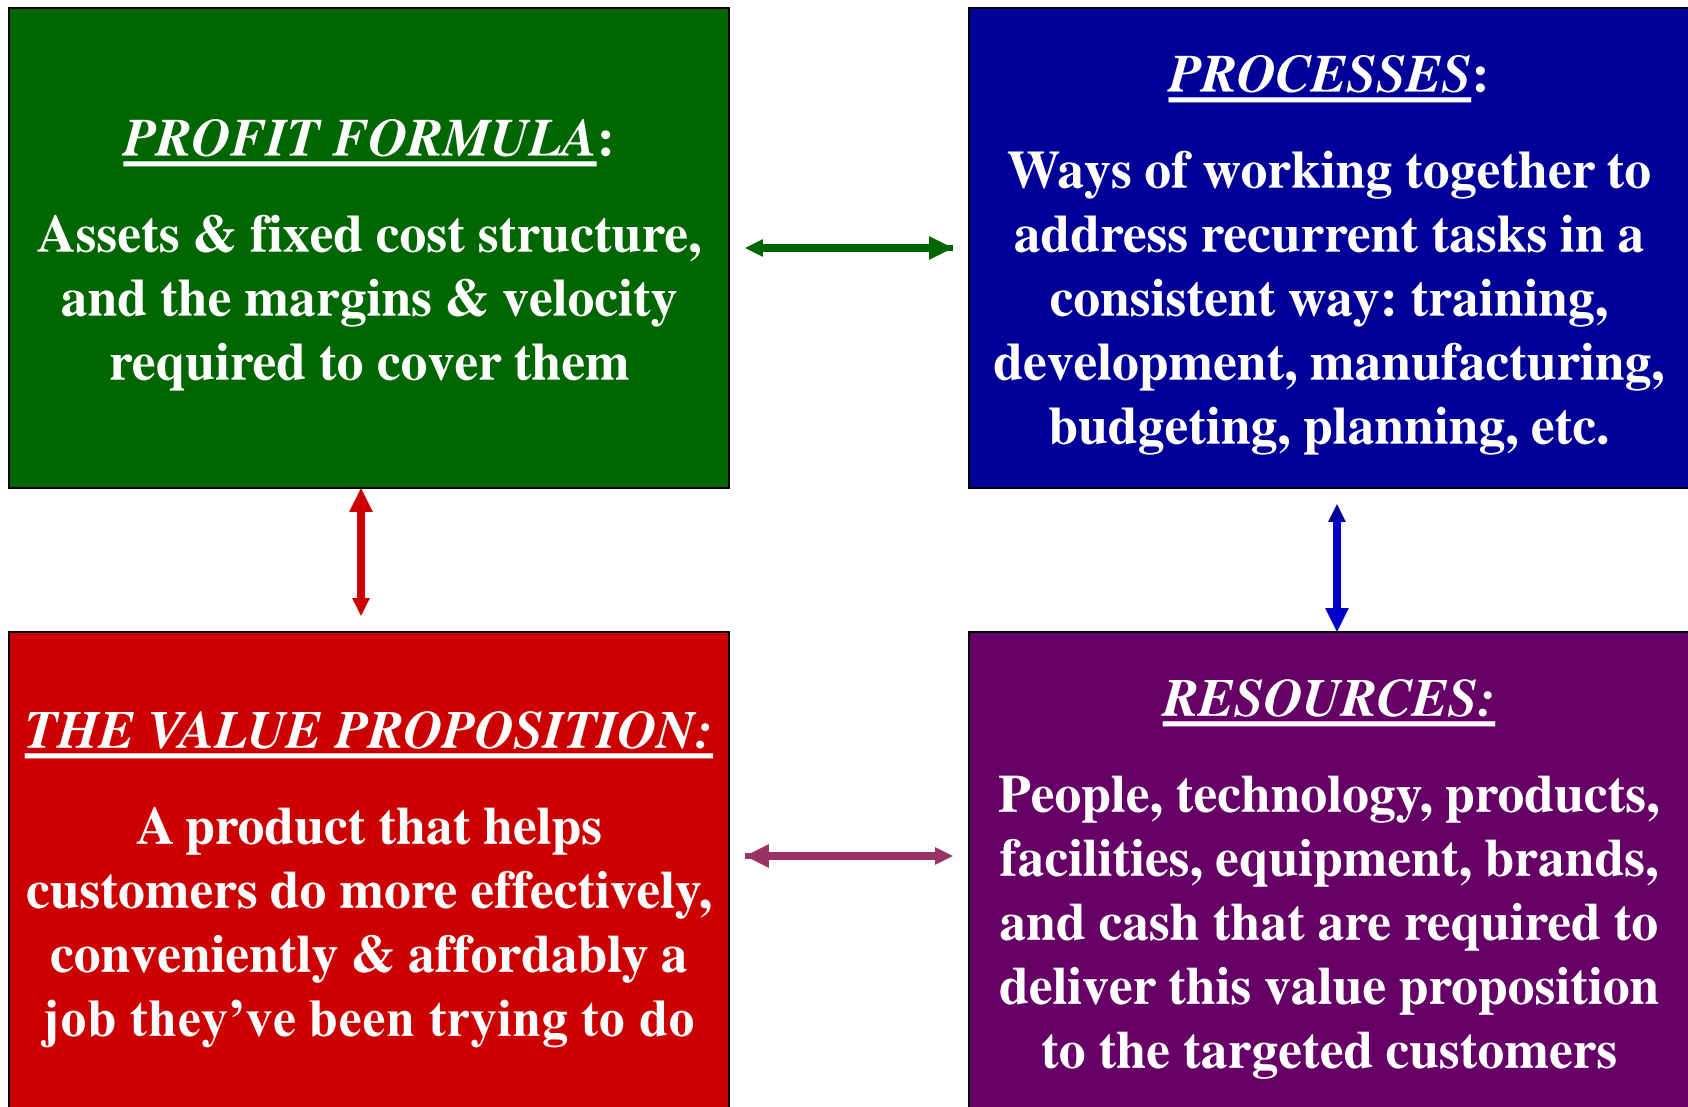 PROFIT FORMULA:
Assets & fixed cost structure,
and the margins & velocity
required to cover them
PROCESSES:
Ways of working together to
address recurrent tasks in a
consistent way: training,
development, manufacturing,
budgeting, planning, etc.
THE VALUE PROPOSITION:
A product that helps
customers do more effectively,
conveniently & affordably a
job they’ve been trying to do
RESOURCES:
People, technology, products,
facilities, equipment, brands,
and cash that are required to
deliver this value proposition
to the targeted customers